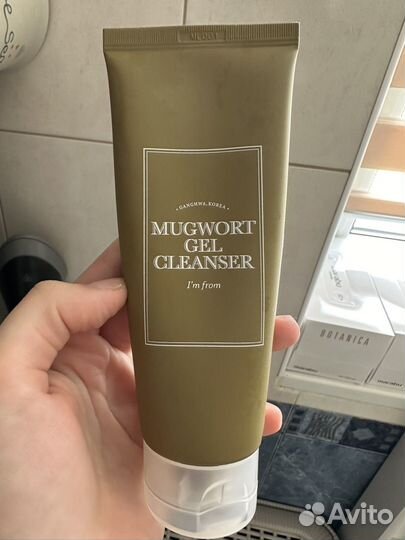 • GANGHWA, KOREA •
MUGWORT
GEL
CLEANSER
I'm from
BOTANICA
Avito